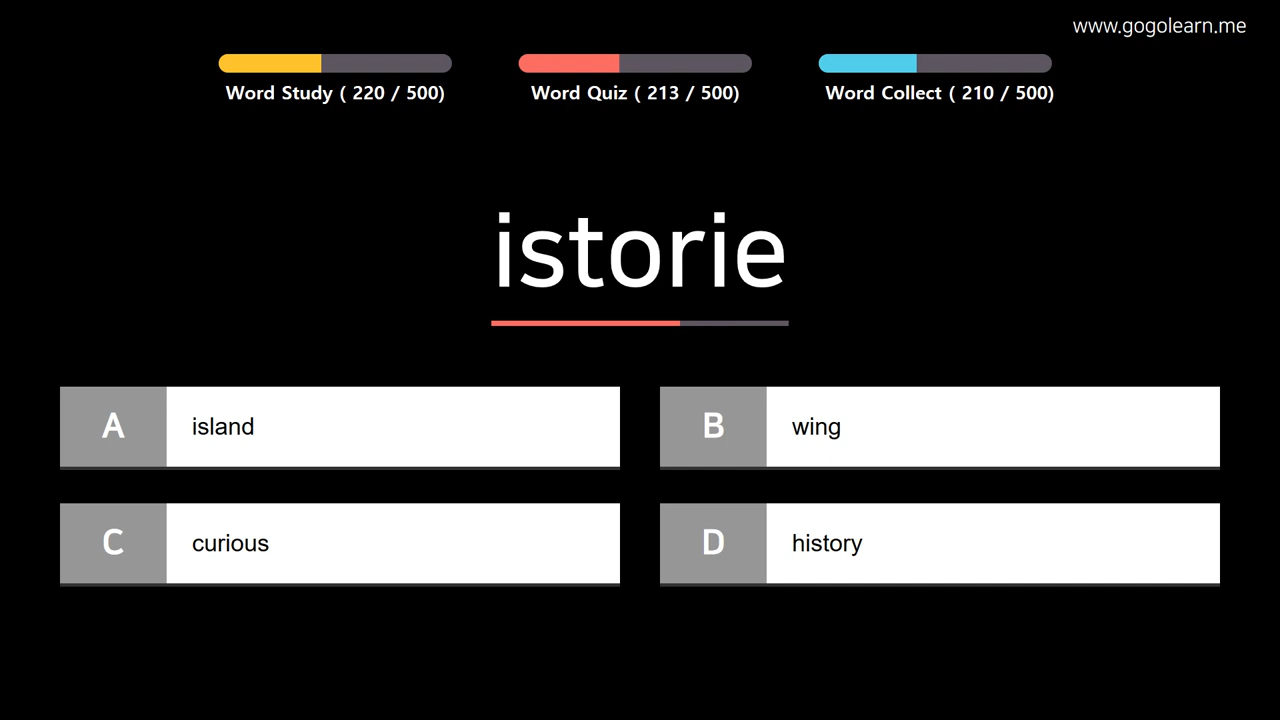 www.gogolearn.me
Word Study ( 220 / 500)
Word Quiz ( 213 / 500)
Word Collect ( 210 / 500)
istorie
A island
B wing
C curious
D history